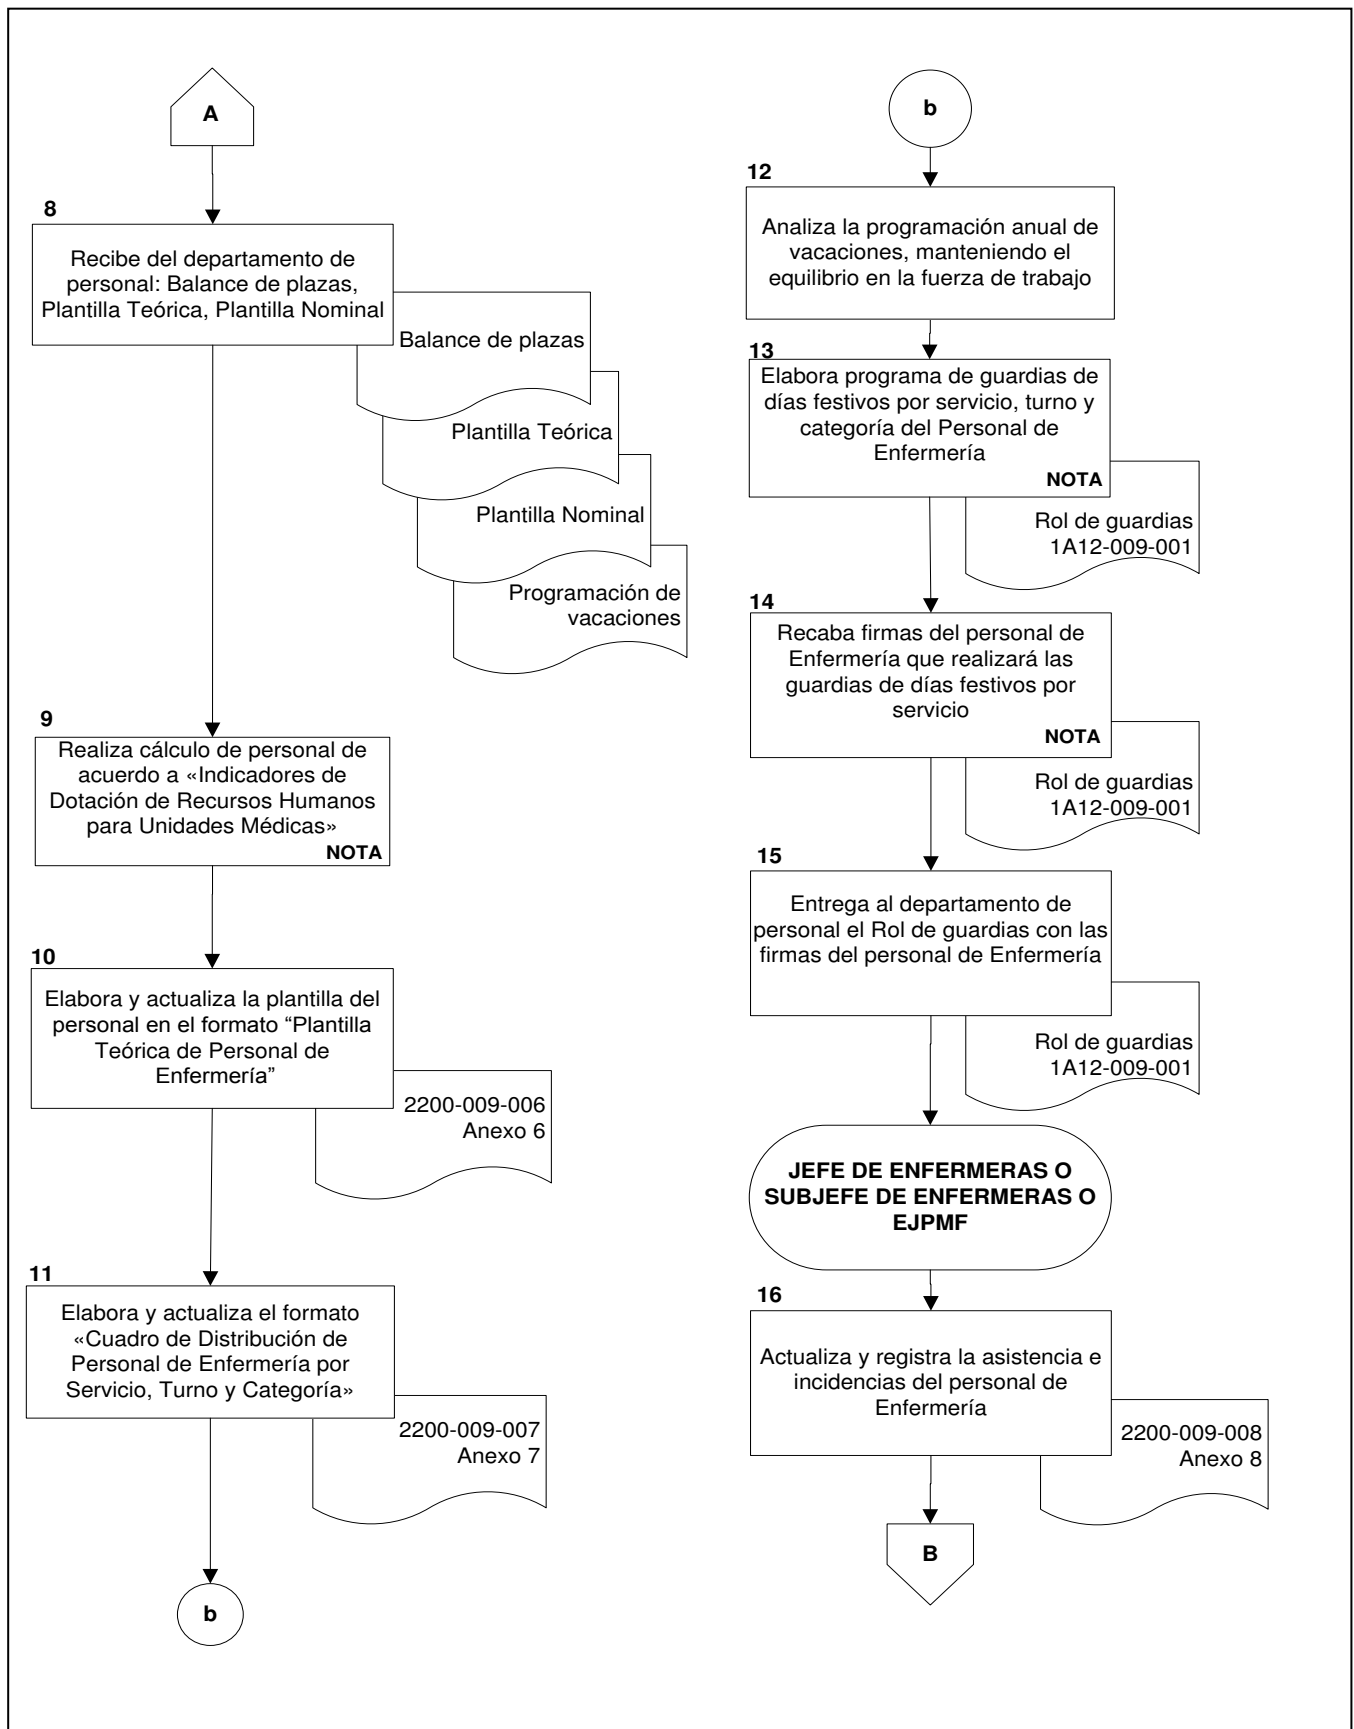 A
8
Recibe del departamento de
personal: Balance de plazas,
Plantilla Teórica, Plantilla Nominal
Balance de plazas
Plantilla Teórica
Plantilla Nominal
Programación de
vacaciones
9
Realiza cálculo de personal de
acuerdo a «Indicadores de
Dotación de Recursos Humanos
para Unidades Médicas»
NOTA
10
Elabora y actualiza la plantilla del
personal en el formato “Plantilla
Teórica de Personal de
Enfermería”
2200-009-006
Anexo 6
11
Elabora y actualiza el formato
«Cuadro de Distribución de
Personal de Enfermería por
Servicio, Turno y Categoría»
2200-009-007
Anexo 7
b
b
12
Analiza la programación anual de
vacaciones, manteniendo el
equilibrio en la fuerza de trabajo
13
Elabora programa de guardias de
días festivos por servicio, turno y
categoría del Personal de
Enfermería
NOTA
Rol de guardias
1A12-009-001
14
Recaba firmas del personal de
Enfermería que realizará las
guardias de días festivos por
servicio
NOTA
Rol de guardias
1A12-009-001
15
Entrega al departamento de
personal el Rol de guardias con las
firmas del personal de Enfermería
Rol de guardias
1A12-009-001
JEFE DE ENFERMERAS O
SUBJEFE DE ENFERMERAS O
EJPMF
16
Actualiza y registra la asistencia e
incidencias del personal de
Enfermería
2200-009-008
Anexo 8
B